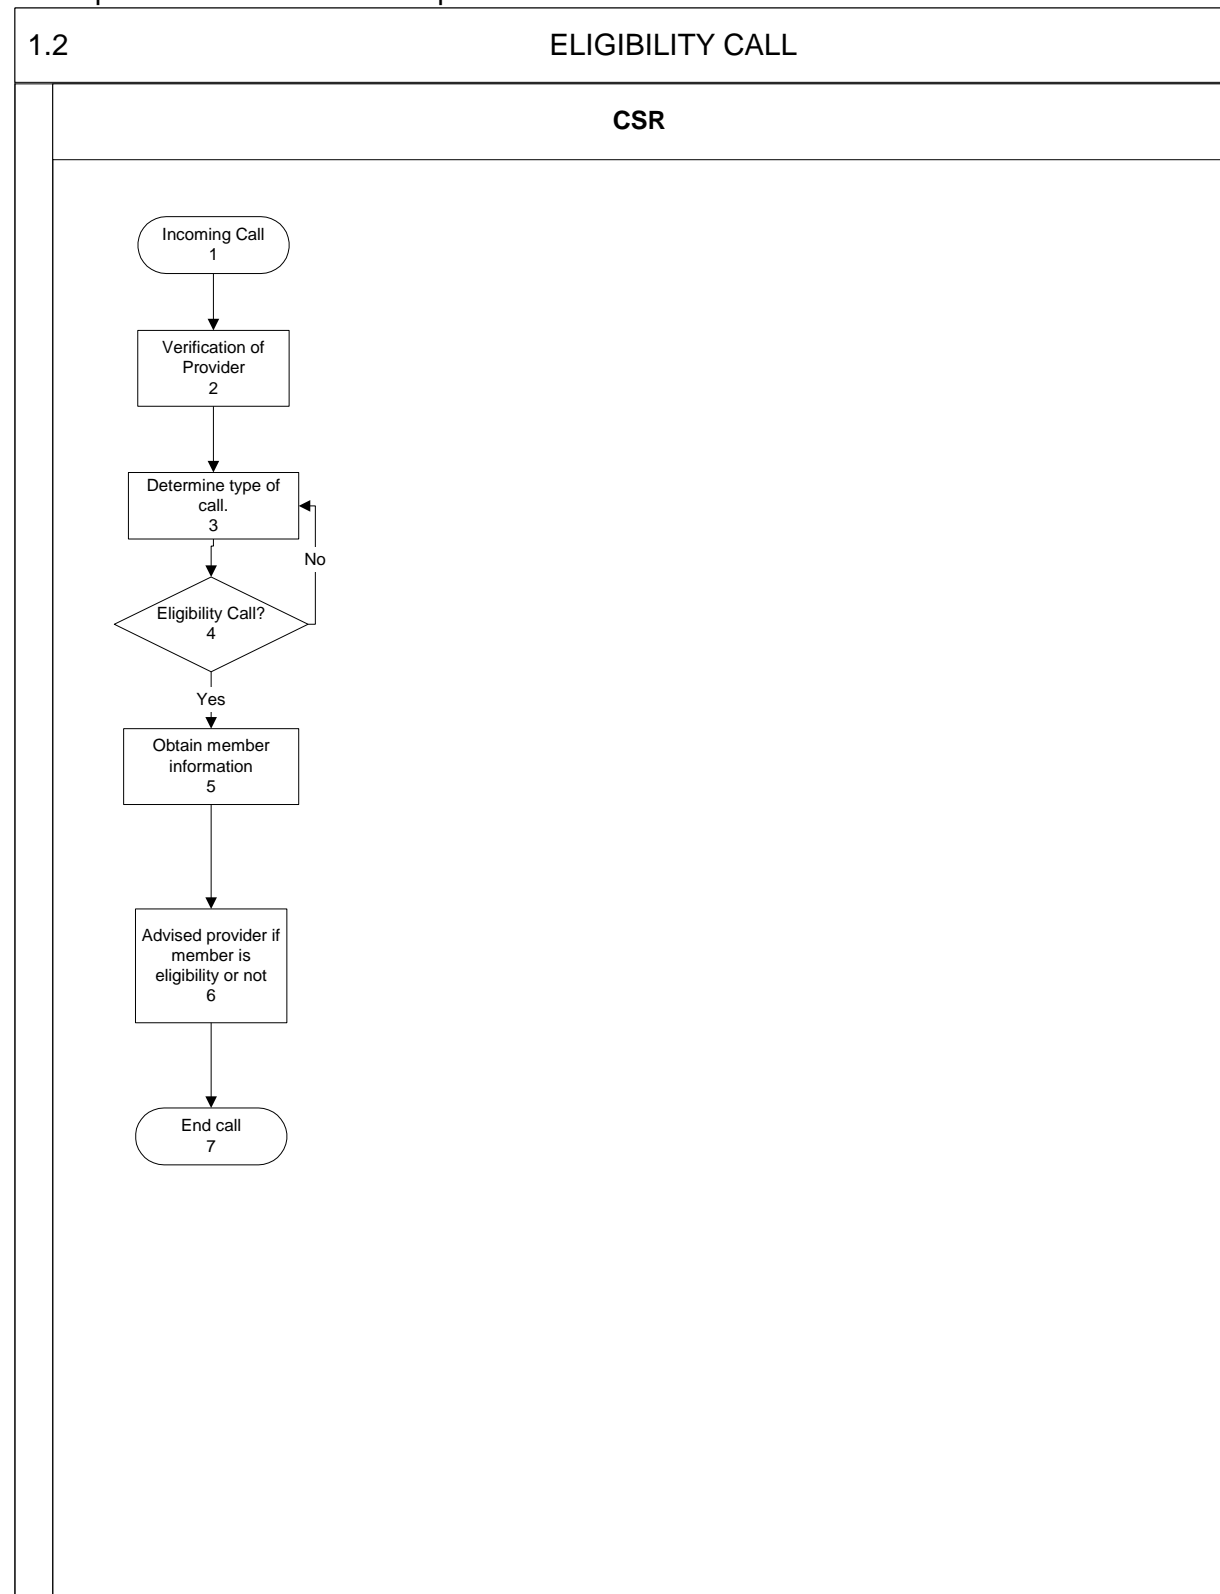 1.2 ELIGIBILITY CALL
CSR
Incoming Call
1
Verification of
Provider
2
Determine type of
call.
3
No
Eligibility Call?
4
Yes
Obtain member
information
5
Advised provider if
member is
eligibility or not
6
End call
7